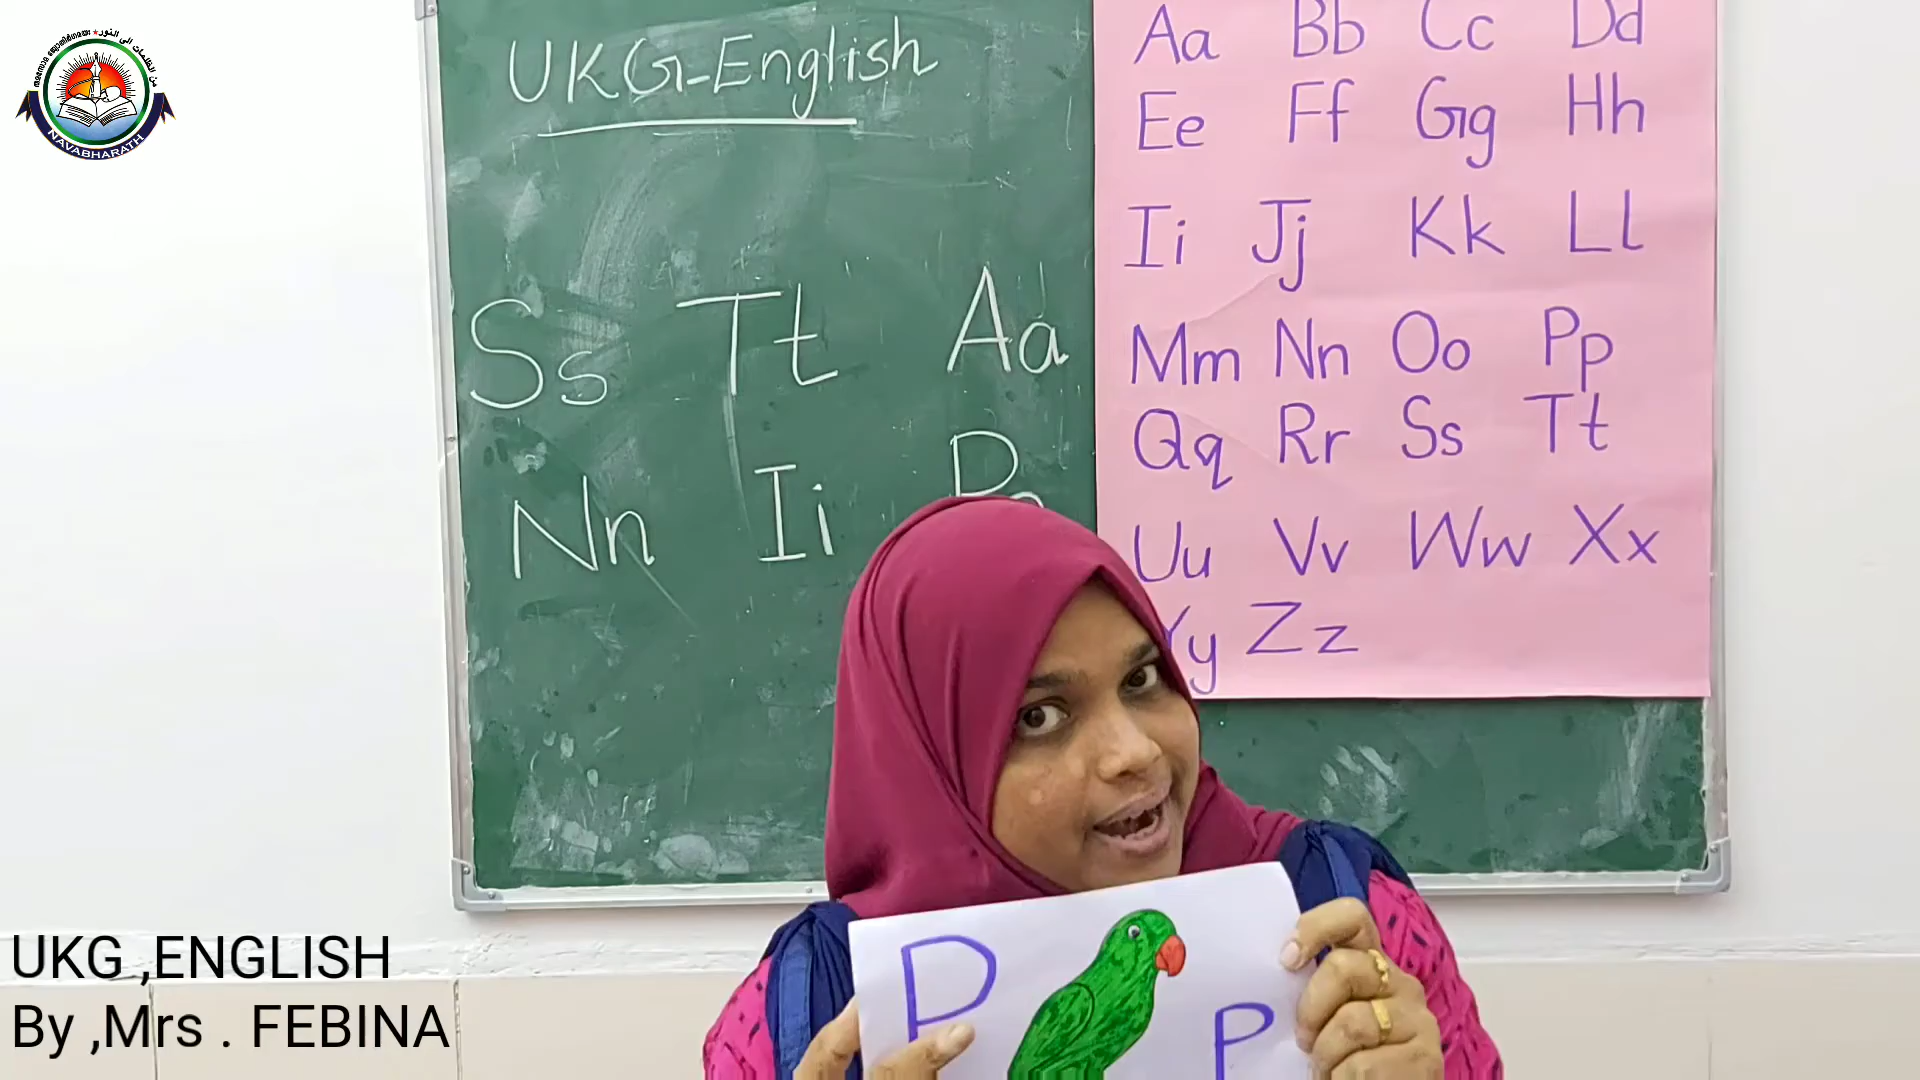 NAVABHARATH
UKG-English
Ss Tt Aa
Nn Ii P
Aa Bb Cc Dd
Ee Ff Gg Hh
Ii Jj Kk Ll
Mm Nn Oo Pp
Qq Rr Ss Tt
Uu Vv Ww Xx
Yy Zz
P P
UKG ,ENGLISH
By ,Mrs . FEBINA